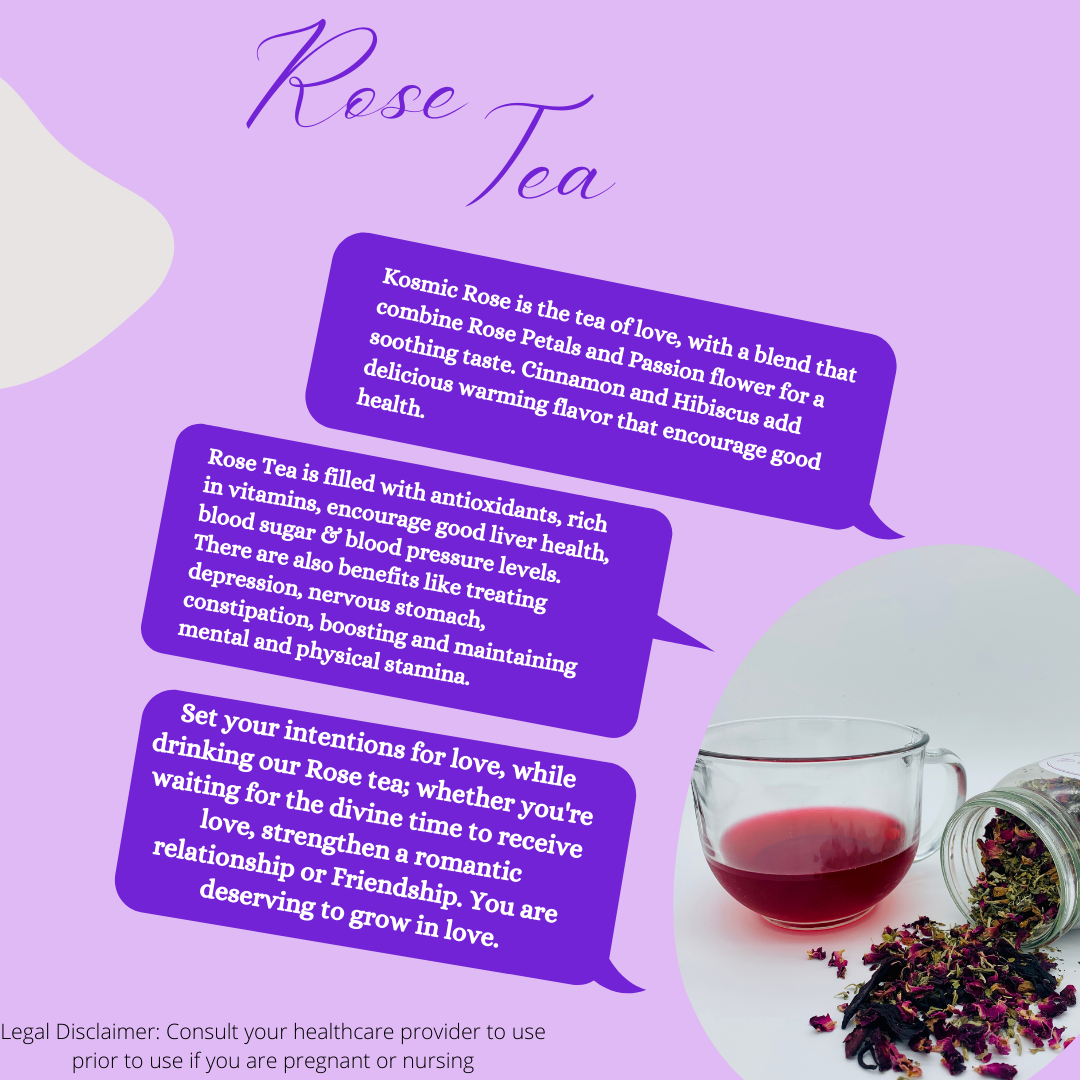 Rose
Tea
Kosmic Rose is the tea of love, with a blend that
combine Rose Petals and Passion flower for a
soothing taste. Cinnamon and Hibiscus add
delicious warming flavor that encourage good
health.
Rose Tea is filled with antioxidants, rich
in vitamins, encourage good liver health,
blood sugar & blood pressure levels.
There are also benefits like treating
depression, nervous stomach,
constipation, boosting and maintaining
mental and physical stamina.
Set your intentions for love, while
drinking our Rose tea; whether you're
waiting for the divine time to receive
love, strengthen a romantic
relationship or Friendship. You are
deserving to grow in love.
Legal Disclaimer: Consult your healthcare provider to use
prior to use if you are pregnant or nursing